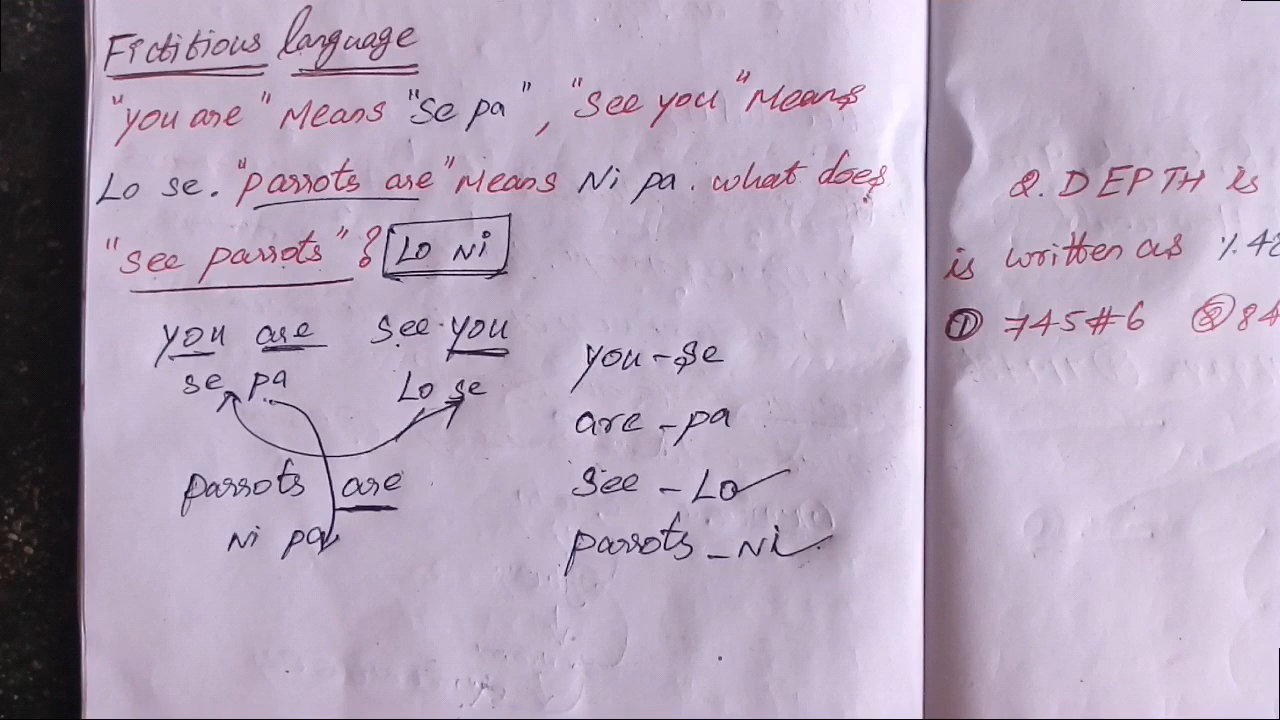 Fictitious language
"you are" Means "se pa", "see you" Means
Lo se. "parrots are" Means Ni pa. what does
"see parrots"? Lo Ni
you are see you
se pa Lo se
parrots are
Ni pa
you - se
are - pa
see - Lo
parrots - Ni
Q. DEPTH is
is written as
① 745#6 ② 84